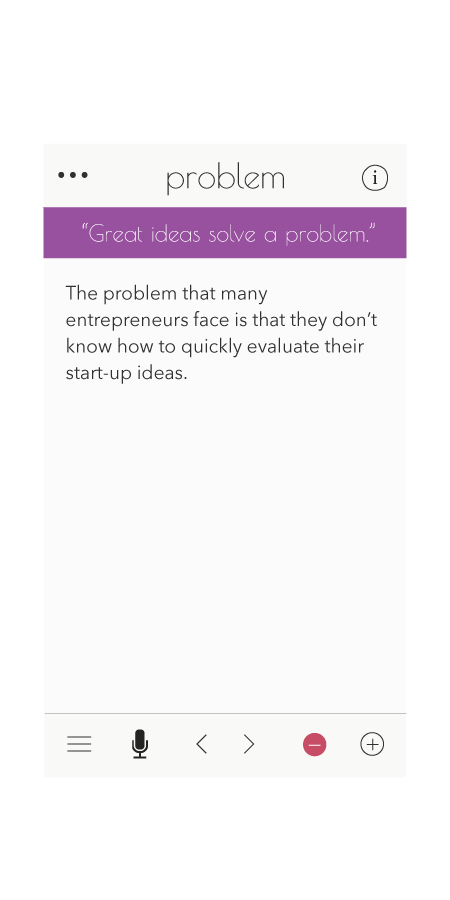 problem
“Great ideas solve a problem.”
The problem that many
entrepreneurs face is that they don’t
know how to quickly evaluate their
start-up ideas.